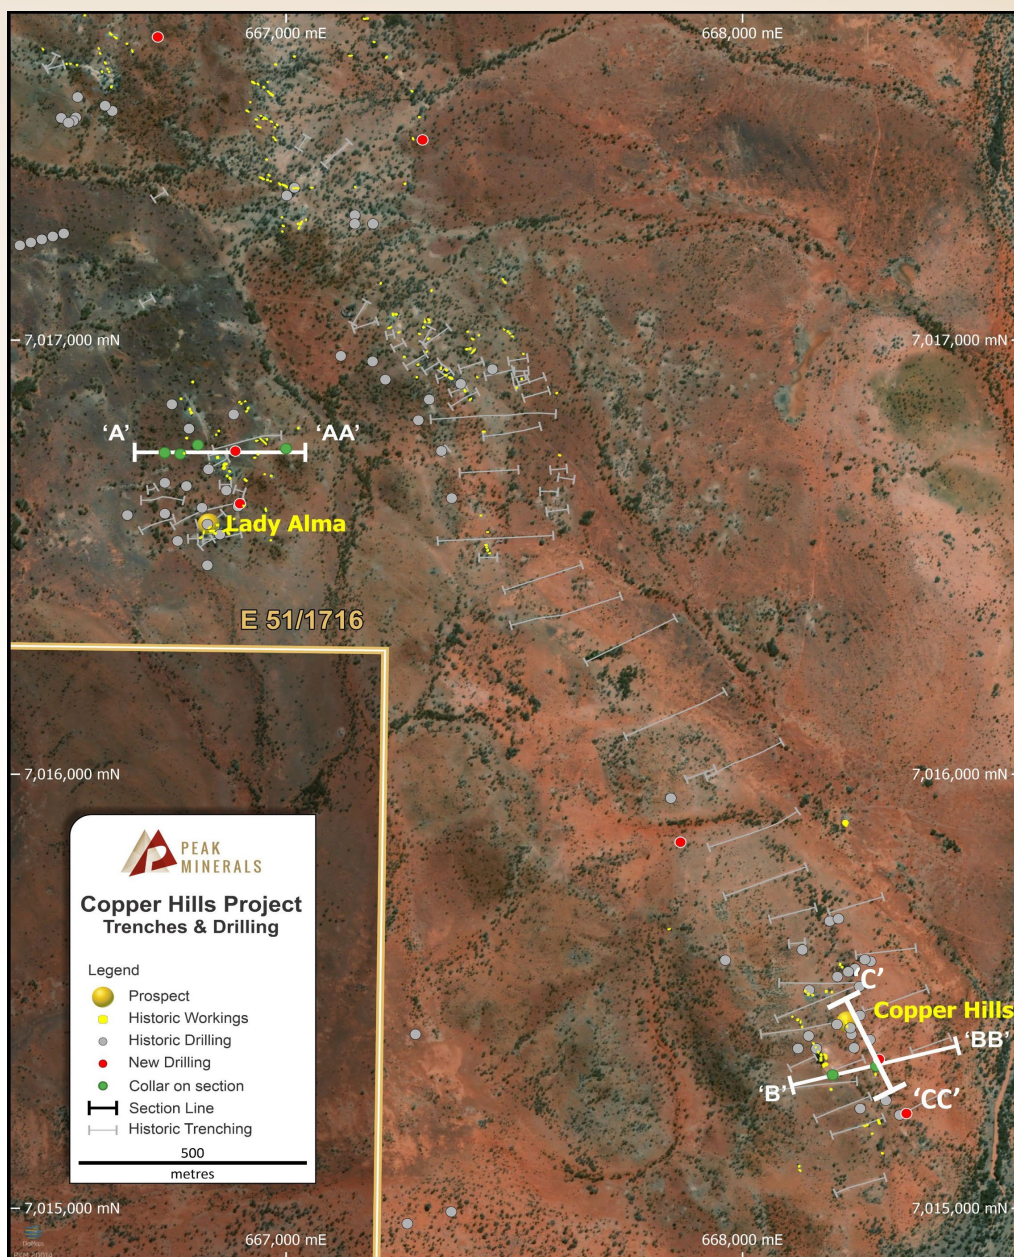 667,000 mE
668,000 mE
7,017,000 mN
7,017,000 mN
‘A’
‘AA’
Lady Alma
E 51/1716
7,016,000 mN
7,016,000 mN
PEAK
MINERALS
Copper Hills Project
Trenches & Drilling
Legend
Prospect
Historic Workings
Historic Drilling
New Drilling
Collar on section
Section Line
Historic Trenching
500
metres
‘C’
Copper Hills
‘BB’
‘B’
‘CC’
7,015,000 mN
7,015,000 mN
667,000 mE
668,000 mE